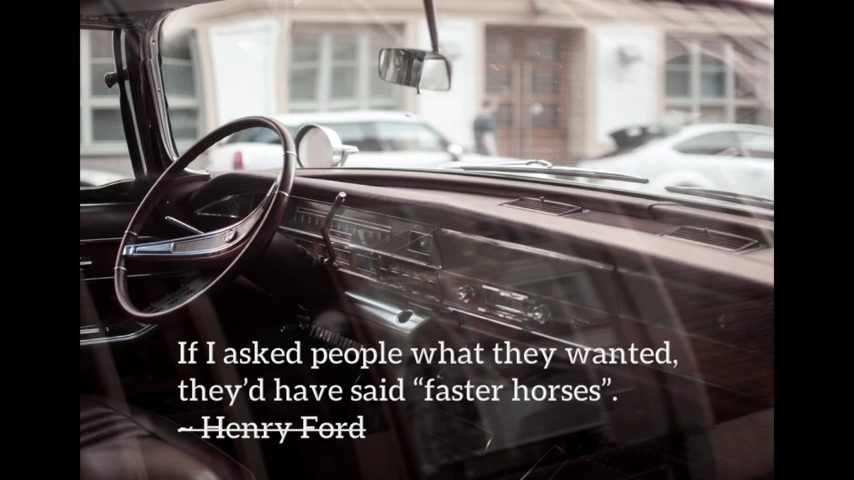 If I asked people what they wanted,
they’d have said “faster horses”.
~ Henry Ford